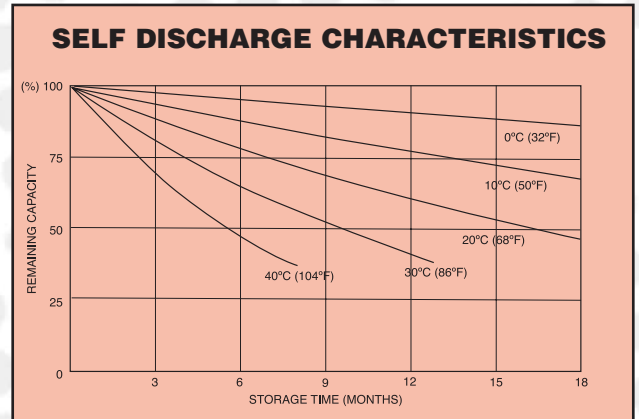 SELF DISCHARGE CHARACTERISTICS
(%) 100
75
50
25
0
REMAINING CAPACITY
0ºC (32ºF)
10ºC (50ºF)
20ºC (68ºF)
30ºC (86ºF)
40ºC (104ºF)
3 6 9 12 15 18
STORAGE TIME (MONTHS)